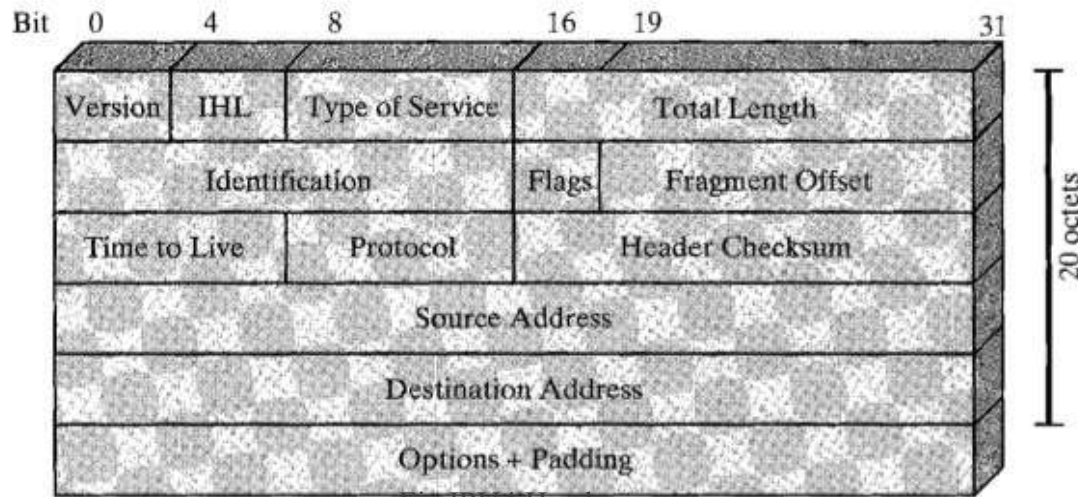 Bit 0 4 8 16 19 31
Version IHL Type of Service Total Length
Identification Flags Fragment Offset
Time to Live Protocol Header Checksum
Source Address
Destination Address
Options + Padding
20 octets